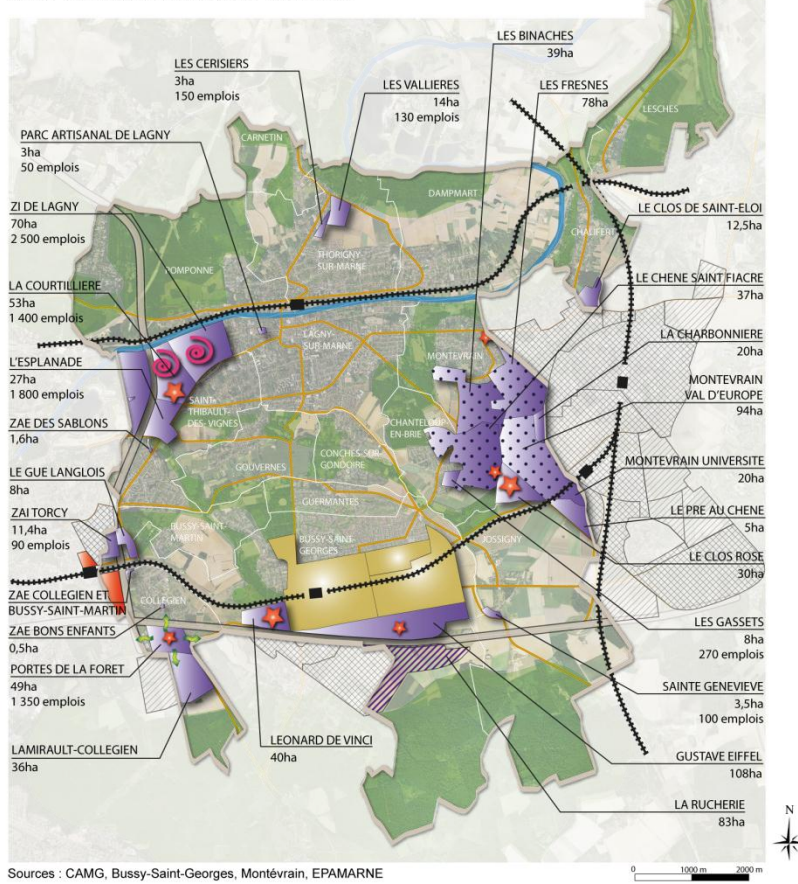 LES BINACHES
39ha
LES CERISIERS
3ha
150 emplois
LES VALLIERES
14ha
130 emplois
LES FRESNES
78ha
LESCHES
PARC ARTISANAL DE LAGNY
3ha
50 emplois
CARNETIN
DAMPMART
ZI DE LAGNY
70ha
2 500 emplois
LE CLOS DE SAINT-ELOI
12,5ha
CHALIFERT
THORIGNY
SUR-MARNE
POMPONNE
LA COURTILLIERE
53ha
1 400 emplois
LE CHENE SAINT FIACRE
37ha
LAGNY-
SUR-MARNE
MONTEVRAIN
LA CHARBONNIERE
20ha
L'ESPLANADE
27ha
1 800 emplois
MONTEVRAIN
VAL D'EUROPE
94ha
SAINT-
THIBAULT
DES-VIGNES
CHANTELOUP
EN-BRIE
ZAE DES SABLONS
1,6ha
CONCHES-SUR-
GONDOIRE
GOUVERNES
MONTEVRAIN UNIVERSITE
20ha
LE GUE LANGLOIS
8ha
GUERMANTES
LE PRE AU CHENE
5ha
ZAI TORCY
11,4ha
90 emplois
BUSSY-SAINT-
MARTIN
BUSSY-SAINT-
GEORGES
JOSSIGNY
LE CLOS ROSE
30ha
ZAE COLLEGIEN ET
BUSSY-SAINT-MARTIN
COLLEGIEN
LES GASSETS
8ha
270 emplois
ZAE BONS ENFANTS
0,5ha
PORTES DE LA FORET
49ha
1 350 emplois
SAINTE GENEVIEVE
3,5ha
100 emplois
LAMIRAULT-COLLEGIEN
36ha
LEONARD DE VINCI
40ha
GUSTAVE EIFFEL
108ha
LA RUCHERIE
83ha
N
Sources : CAMG, Bussy-Saint-Georges, Montévrain, EPAMARNE
0 1000 m 2000 m